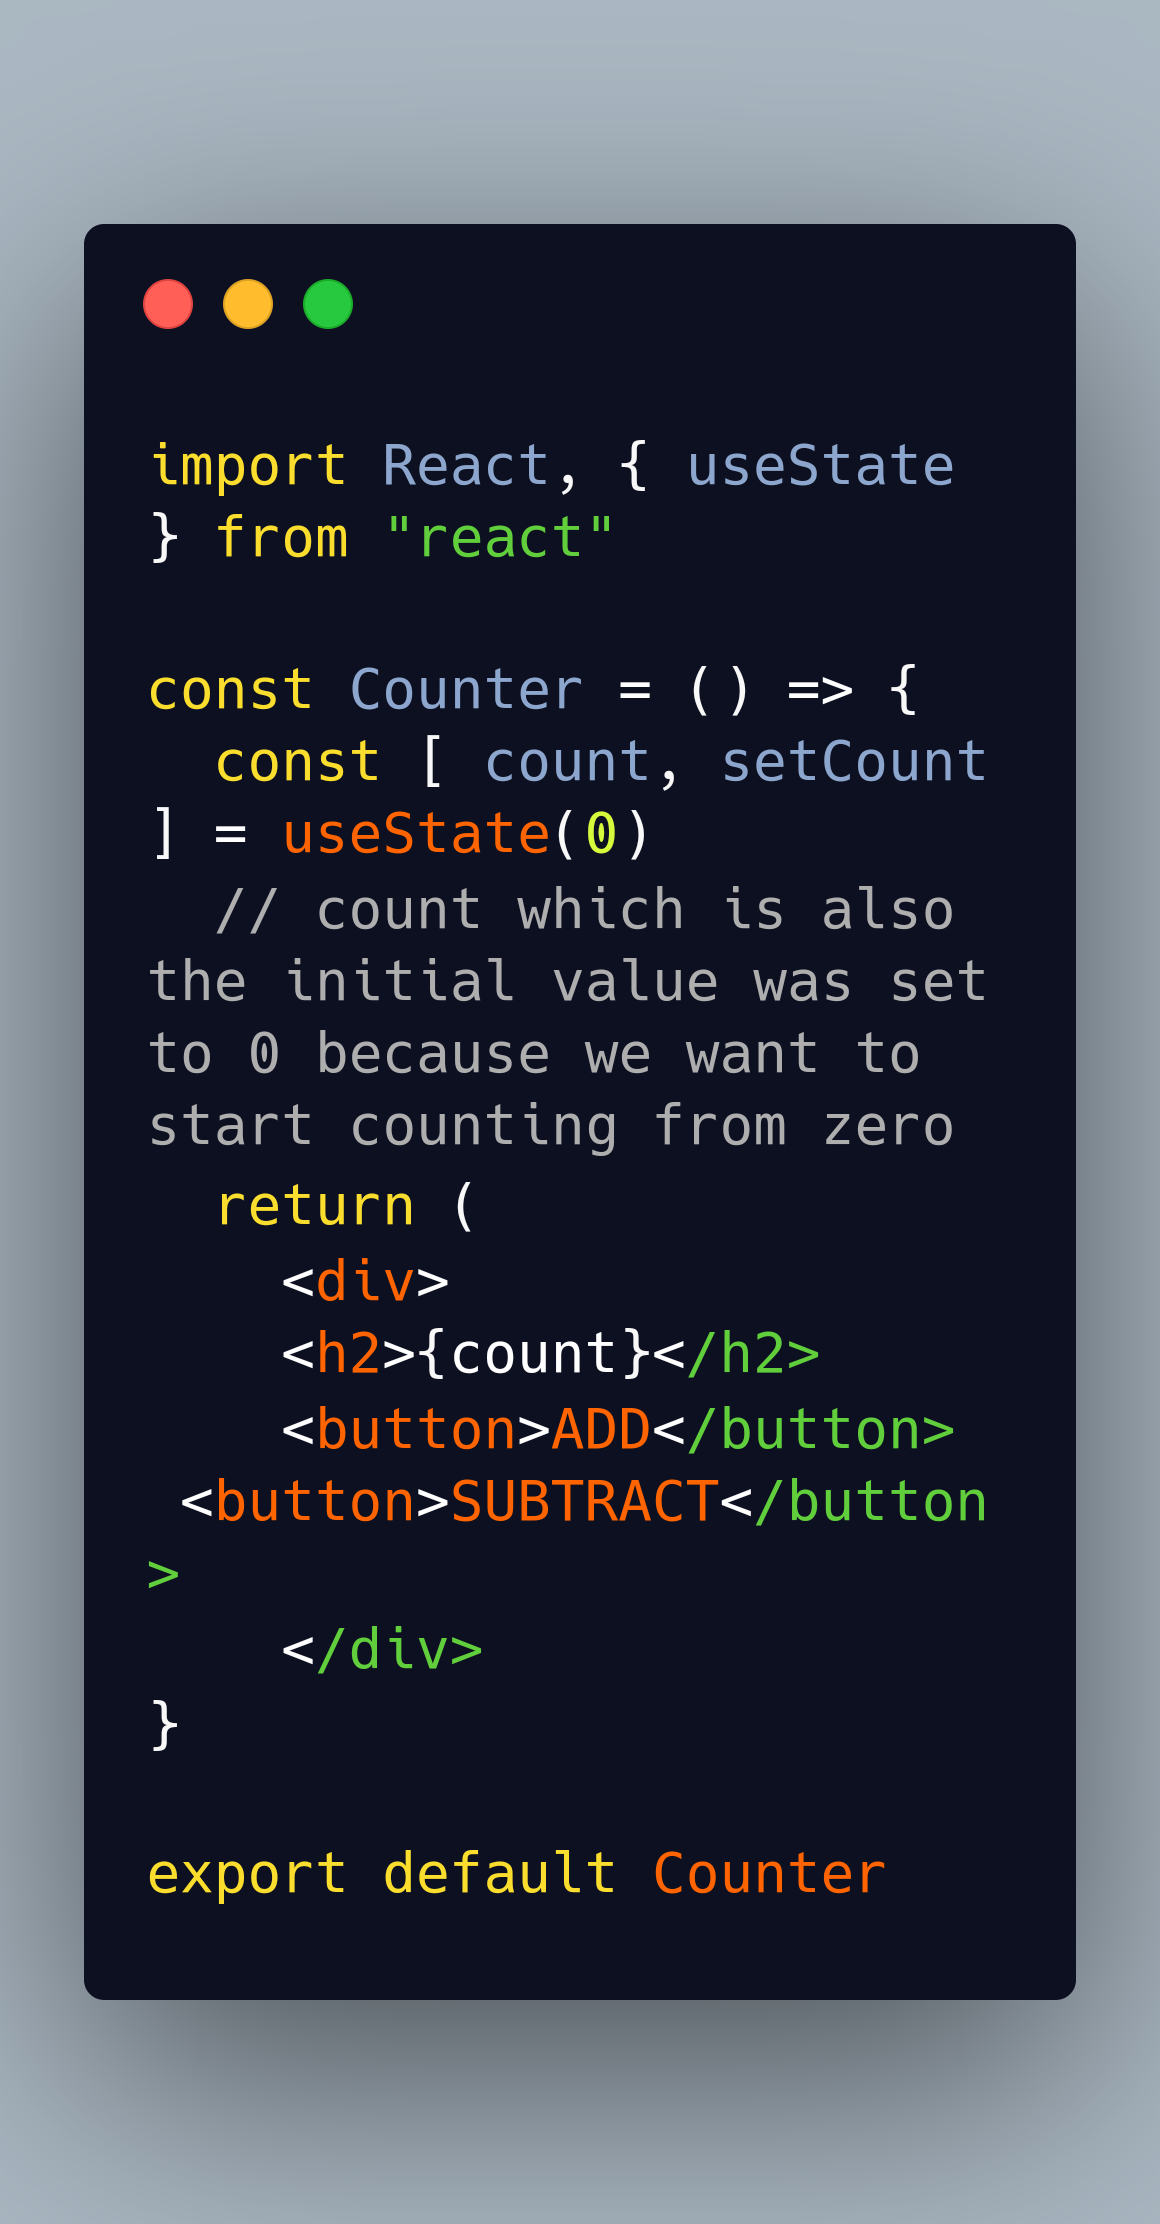 import React, { useState
} from "react"
const Counter = () => {
  const [ count, setCount
] = useState(0)
  // count which is also
the initial value was set
to 0 because we want to
start counting from zero
  return (
    <div>
    <h2>{count}</h2>
    <button>ADD</button>
 <button>SUBTRACT</button
>
    </div>
}
export default Counter